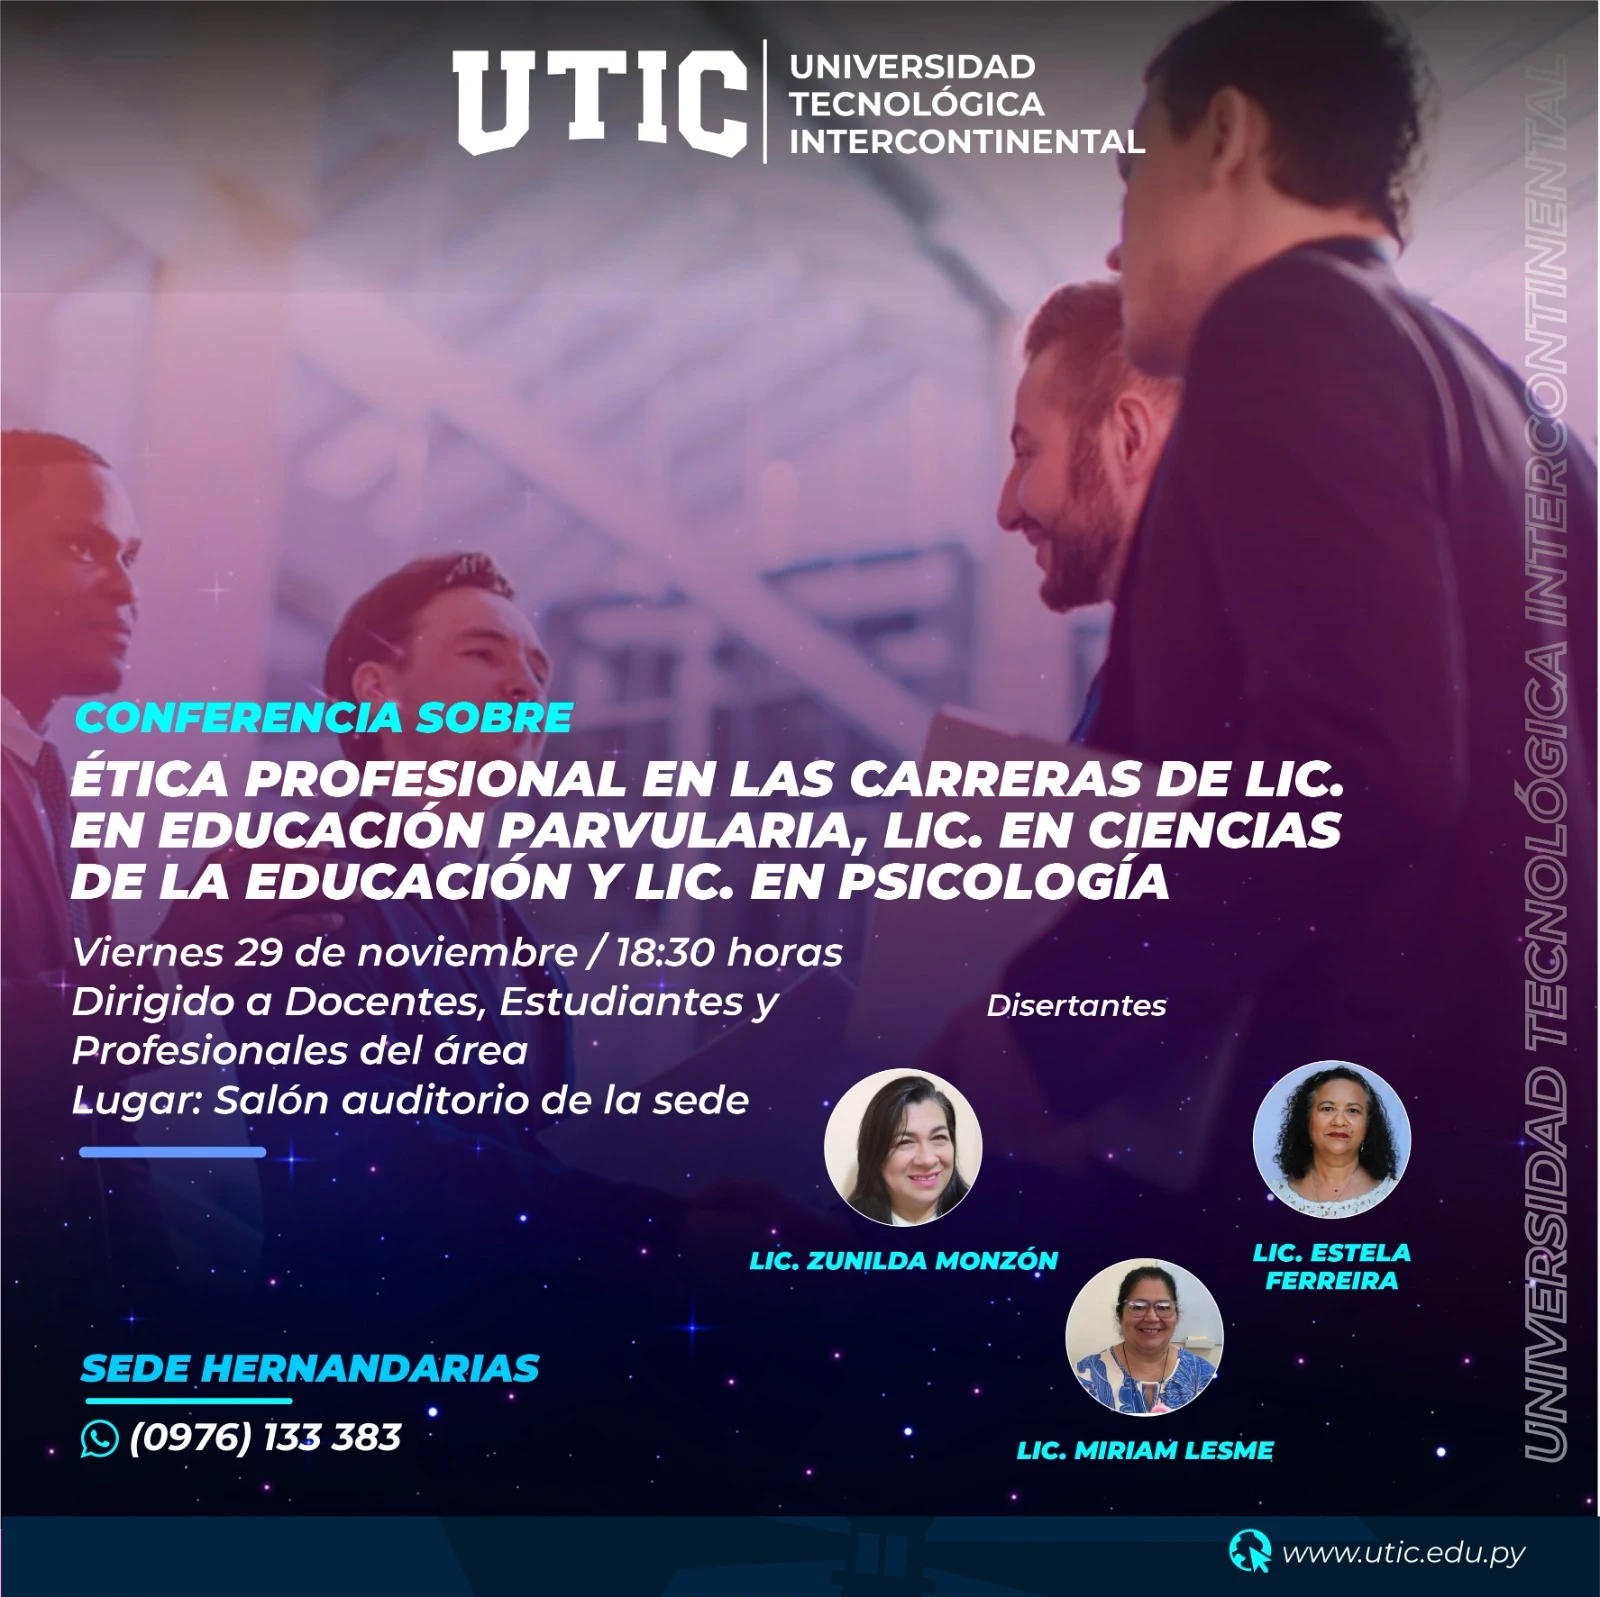 UTIC
UNIVERSIDAD
TECNOLÓGICA
INTERCONTINENTAL
CONFERENCIA SOBRE
ÉTICA PROFESIONAL EN LAS CARRERAS DE LIC.
EN EDUCACIÓN PARVULARIA, LIC. EN CIENCIAS
DE LA EDUCACIÓN Y LIC. EN PSICOLOGÍA
Viernes 29 de noviembre / 18:30 horas
Dirigido a Docentes, Estudiantes y
Profesionales del área
Lugar: Salón auditorio de la sede
Disertantes
LIC. ZUNILDA MONZÓN
LIC. ESTELA
FERREIRA
LIC. MIRIAM LESME
SEDE HERNANDARIAS
(0976) 133 383
www.utic.edu.py
UNIVERSIDAD TECNOLÓGICA INTERCONTINENTAL